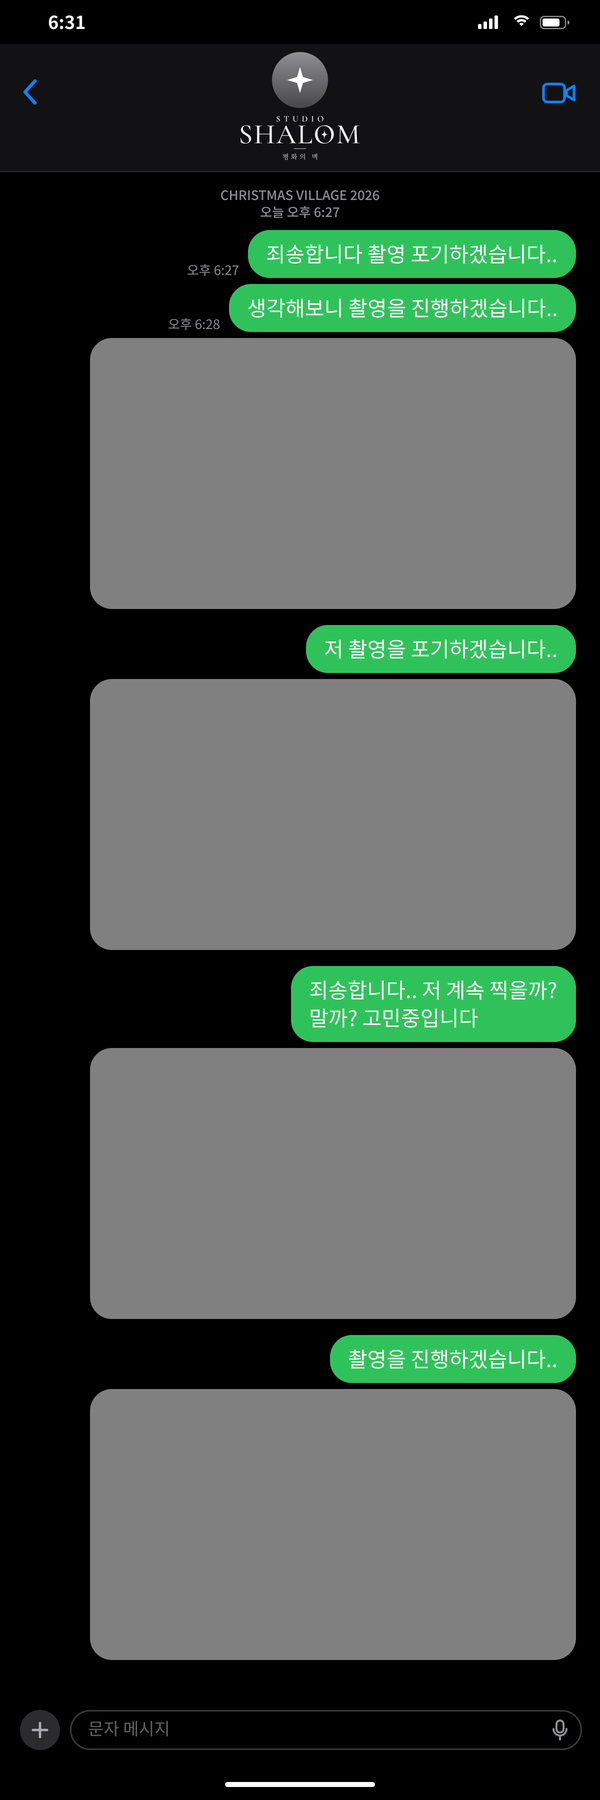 6:31
STUDIO
SHALOM
평화의 벽
CHRISTMAS VILLAGE 2026
오늘 오후 6:27
죄송합니다 촬영 포기하겠습니다..
오후 6:27
생각해보니 촬영을 진행하겠습니다..
오후 6:28
저 촬영을 포기하겠습니다..
죄송합니다.. 저 계속 찍을까?
말까? 고민중입니다
촬영을 진행하겠습니다..
문자 메시지